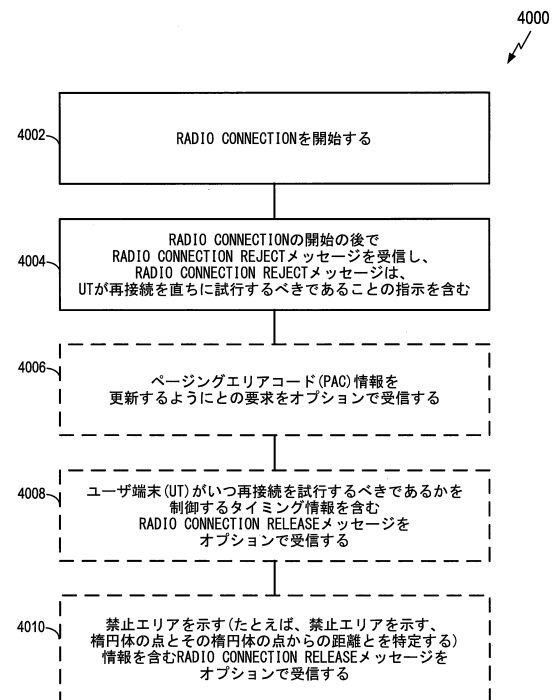 4000
4002
RADIO CONNECTIONを開始する
4004
RADIO CONNECTIONの開始の後で
RADIO CONNECTION REJECTメッセージを受信し、
RADIO CONNECTION REJECTメッセージは、
UTが再接続を直ちに試行するべきであることの指示を含む
4006
ページングエリアコード(PAC)情報を
更新するようにとの要求をオプションで受信する
4008
ユーザ端末(UT)がいつ再接続を試行するべきであるかを
制御するタイミング情報を含む
RADIO CONNECTION RELEASEメッセージを
オプションで受信する
4010
禁止エリアを示す(たとえば、禁止エリアを示す、
楕円体の点とその楕円体の点からの距離とを特定する)
情報を含むRADIO CONNECTION RELEASEメッセージを
オプションで受信する